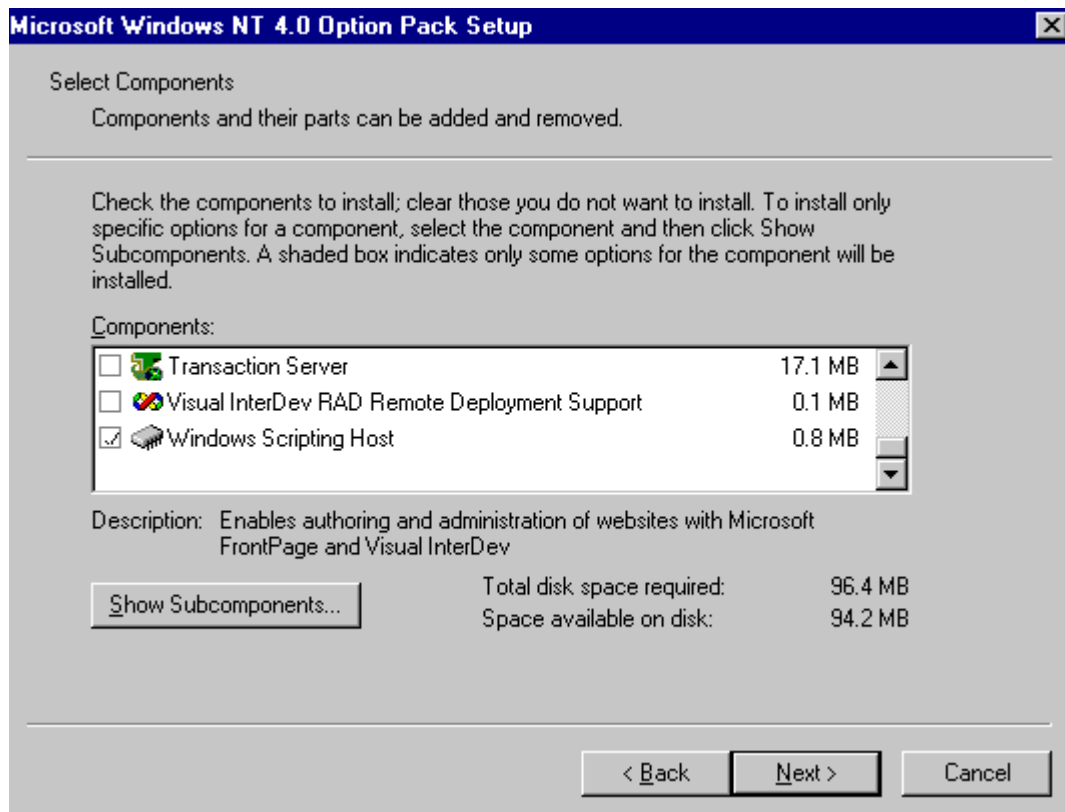 Microsoft Windows NT 4.0 Option Pack Setup
Select Components
Components and their parts can be added and removed.
Check the components to install; clear those you do not want to install. To install only
specific options for a component, select the component and then click Show
Subcomponents. A shaded box indicates only some options for the component will be
installed.
Components:
Transaction Server 17.1 MB
Visual InterDev RAD Remote Deployment Support 0.1 MB
Windows Scripting Host 0.8 MB
Description: Enables authoring and administration of websites with Microsoft
FrontPage and Visual InterDev
Show Subcomponents...
Total disk space required: 96.4 MB
Space available on disk: 94.2 MB
< Back
Next >
Cancel